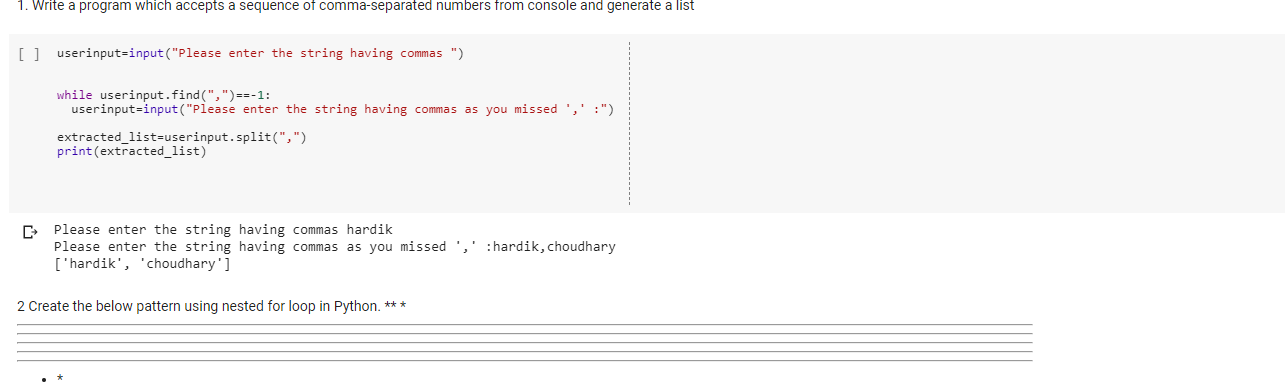 1. Write a program which accepts a sequence of comma-separated numbers from console and generate a list
[ ] userinput=input("Please enter the string having commas ")
while userinput.find(",")==-1:
userinput=input("Please enter the string having commas as you missed ',' :")
extracted_list=userinput.split(",")
print(extracted_list)
Please enter the string having commas hardik
Please enter the string having commas as you missed ',' :hardik,choudhary
['hardik', 'choudhary']
2 Create the below pattern using nested for loop in Python. ** *
• *